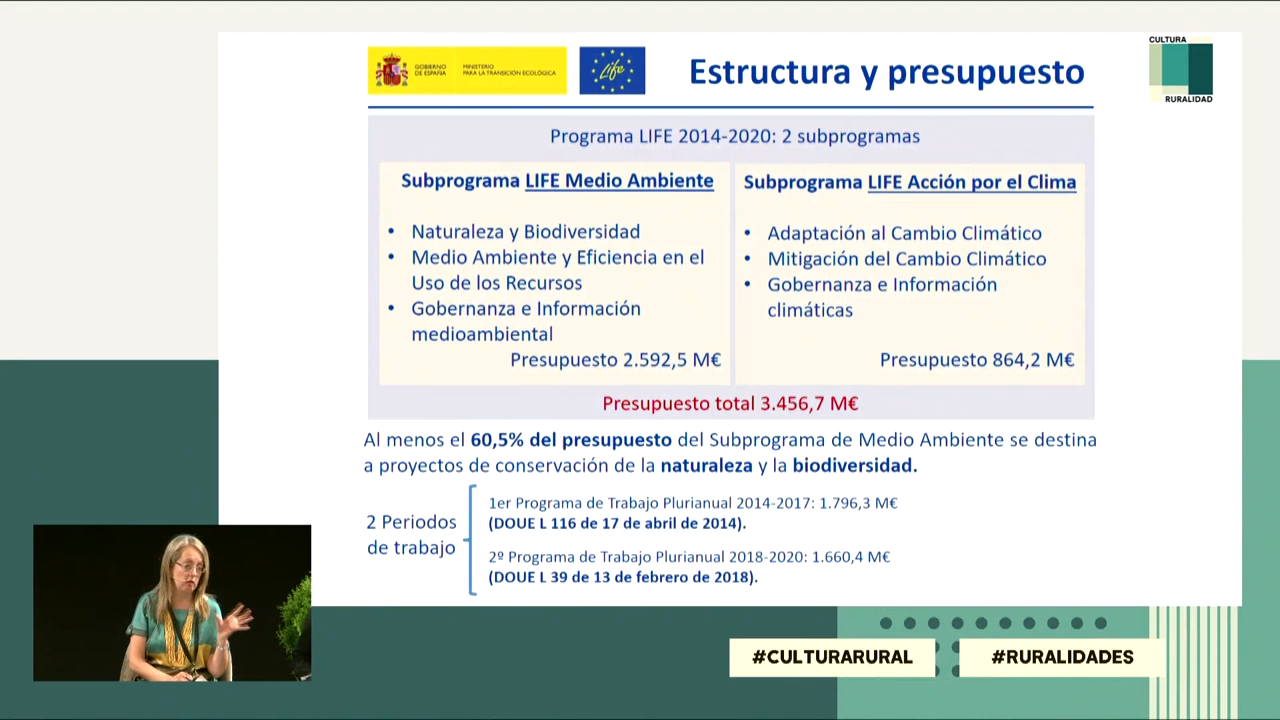 GOBIERNO
DE ESPAÑA
MINISTERIO
PARA LA TRANSICIÓN ECOLÓGICA
Life
Estructura y presupuesto
CULTURA
RURALIDAD
Programa LIFE 2014-2020: 2 subprogramas
Subprograma LIFE Medio Ambiente
• Naturaleza y Biodiversidad
• Medio Ambiente y Eficiencia en el
Uso de los Recursos
• Gobernanza e Información
medioambiental
Presupuesto 2.592,5 M€
Subprograma LIFE Acción por el Clima
• Adaptación al Cambio Climático
• Mitigación del Cambio Climático
• Gobernanza e Información
climáticas
Presupuesto 864,2 M€
Presupuesto total 3.456,7 M€
Al menos el 60,5% del presupuesto del Subprograma de Medio Ambiente se destina
a proyectos de conservación de la naturaleza y la biodiversidad.
2 Periodos
de trabajo
1er Programa de Trabajo Plurianual 2014-2017: 1.796,3 M€
(DOUE L 116 de 17 de abril de 2014).
2º Programa de Trabajo Plurianual 2018-2020: 1.660,4 M€
(DOUE L 39 de 13 de febrero de 2018).
#CULTURARURAL
#RURALIDADES